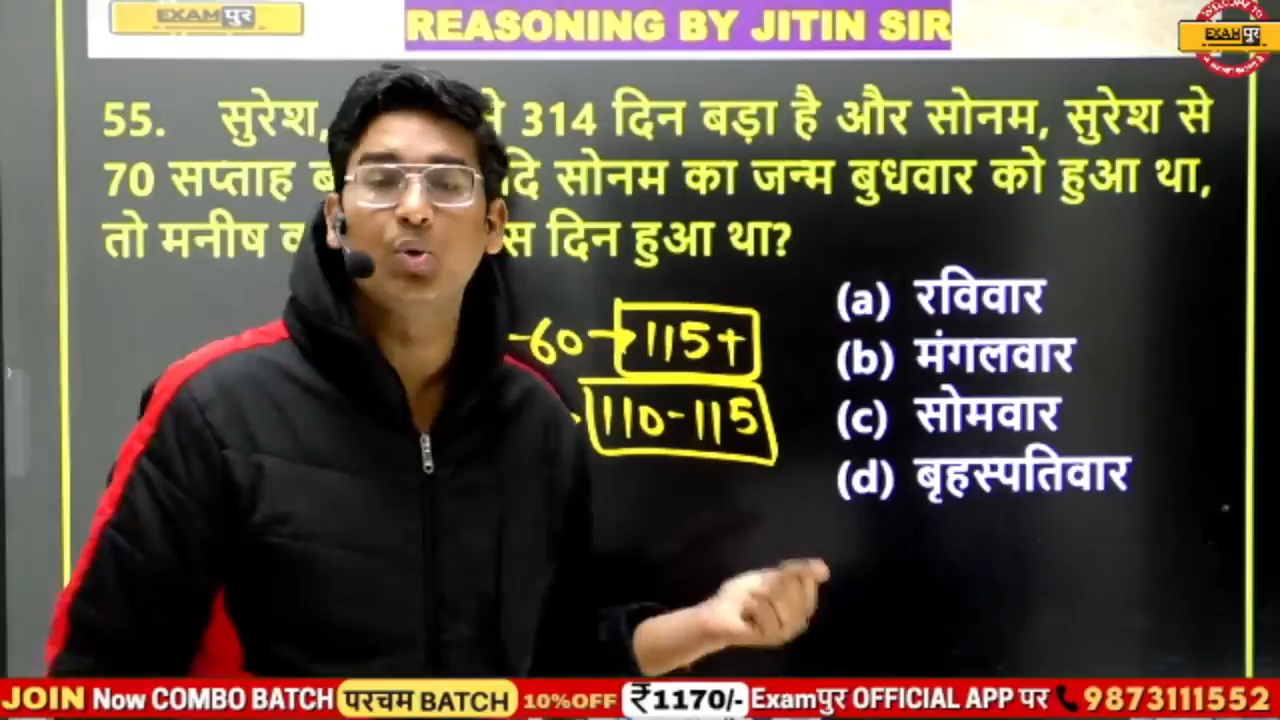 EXAMपुर
REASONING BY JITIN SIR
WELCOME TO
EXAMपुर
55. सुरेश, 314 दिन बड़ा है और सोनम, सुरेश से
70 सप्ताह सोनम का जन्म बुधवार को हुआ था,
तो मनीष दिन हुआ था?
-60→115+
110-115
(a) रविवार
(b) मंगलवार
(c) सोमवार
(d) बृहस्पतिवार
JOIN Now COMBO BATCH परचम BATCH 10%OFF ₹1170/- Examपुर OFFICIAL APP पर 9873111552